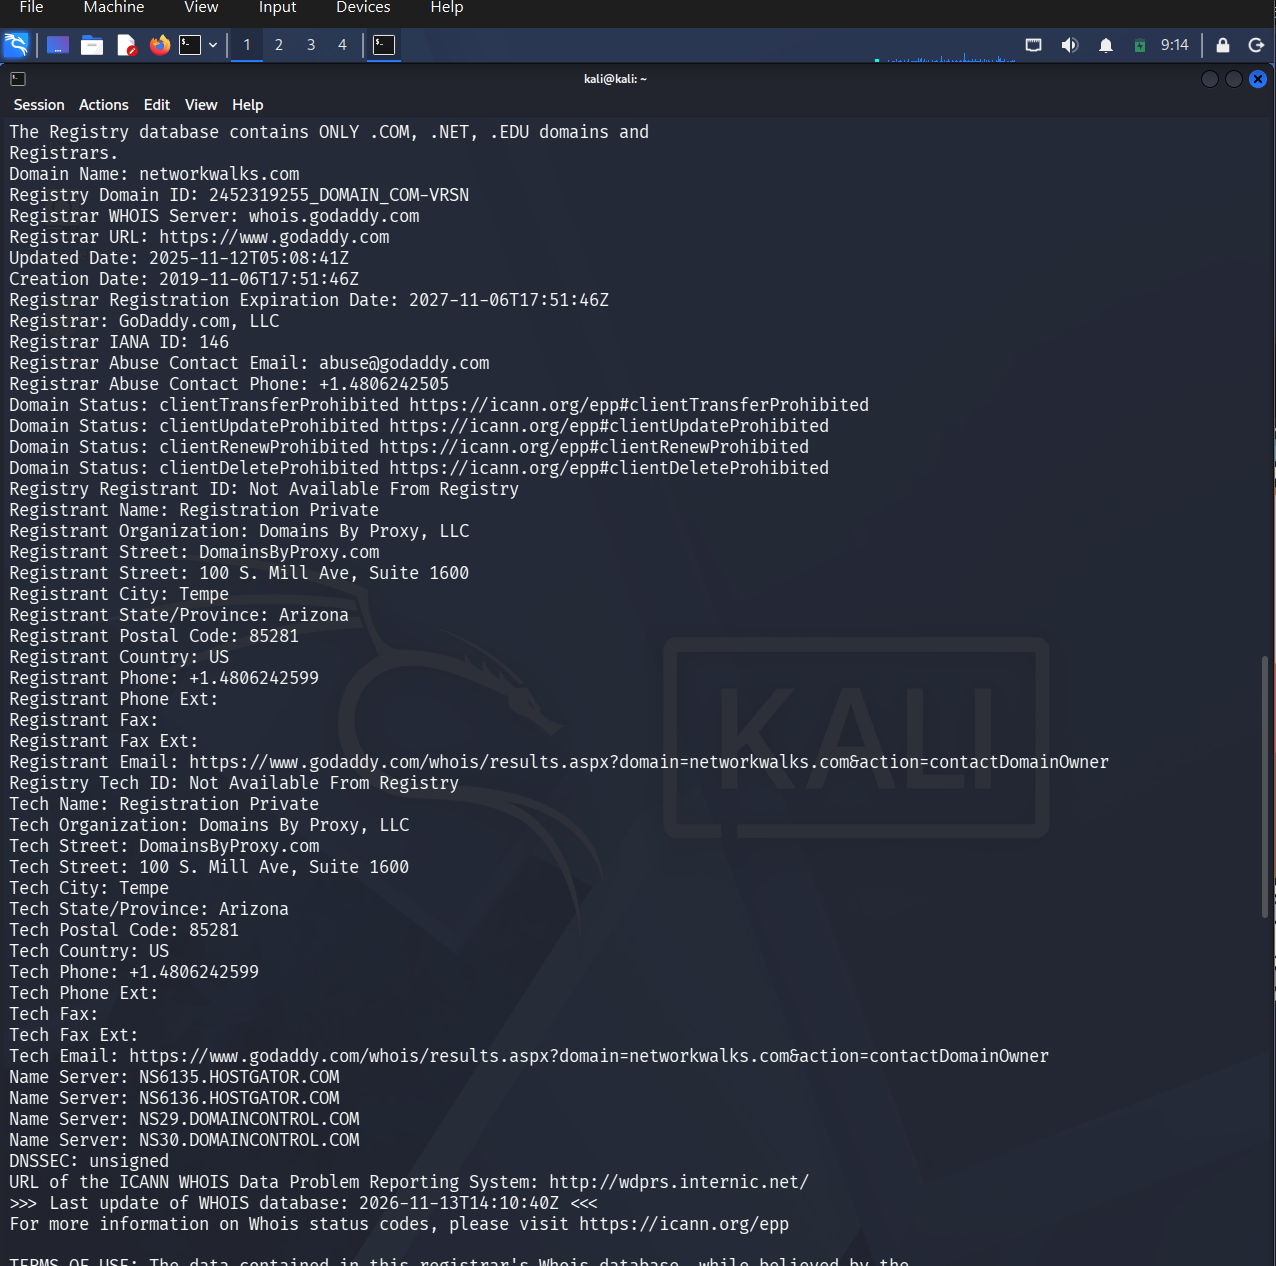 File Machine View Input Devices Help
1 2 3 4 9:14
kali@kali: ~
Session Actions Edit View Help
The Registry database contains ONLY .COM, .NET, .EDU domains and
Registrars.
Domain Name: networkwalks.com
Registry Domain ID: 2452319255_DOMAIN_COM-VRSN
Registrar WHOIS Server: whois.godaddy.com
Registrar URL: https://www.godaddy.com
Updated Date: 2025-11-12T05:08:41Z
Creation Date: 2019-11-06T17:51:46Z
Registrar Registration Expiration Date: 2027-11-06T17:51:46Z
Registrar: GoDaddy.com, LLC
Registrar IANA ID: 146
Registrar Abuse Contact Email: abuse@godaddy.com
Registrar Abuse Contact Phone: +1.4806242505
Domain Status: clientTransferProhibited https://icann.org/epp#clientTransferProhibited
Domain Status: clientUpdateProhibited https://icann.org/epp#clientUpdateProhibited
Domain Status: clientRenewProhibited https://icann.org/epp#clientRenewProhibited
Domain Status: clientDeleteProhibited https://icann.org/epp#clientDeleteProhibited
Registry Registrant ID: Not Available From Registry
Registrant Name: Registration Private
Registrant Organization: Domains By Proxy, LLC
Registrant Street: DomainsByProxy.com
Registrant Street: 100 S. Mill Ave, Suite 1600
Registrant City: Tempe
Registrant State/Province: Arizona
Registrant Postal Code: 85281
Registrant Country: US
Registrant Phone: +1.4806242599
Registrant Phone Ext:
Registrant Fax:
Registrant Fax Ext:
Registrant Email: https://www.godaddy.com/whois/results.aspx?domain=networkwalks.com&action=contactDomainOwner
Registry Tech ID: Not Available From Registry
Tech Name: Registration Private
Tech Organization: Domains By Proxy, LLC
Tech Street: DomainsByProxy.com
Tech Street: 100 S. Mill Ave, Suite 1600
Tech City: Tempe
Tech State/Province: Arizona
Tech Postal Code: 85281
Tech Country: US
Tech Phone: +1.4806242599
Tech Phone Ext:
Tech Fax:
Tech Fax Ext:
Tech Email: https://www.godaddy.com/whois/results.aspx?domain=networkwalks.com&action=contactDomainOwner
Name Server: NS6135.HOSTGATOR.COM
Name Server: NS6136.HOSTGATOR.COM
Name Server: NS29.DOMAINCONTROL.COM
Name Server: NS30.DOMAINCONTROL.COM
DNSSEC: unsigned
URL of the ICANN WHOIS Data Problem Reporting System: http://wdprs.internic.net/
>>> Last update of WHOIS database: 2026-11-13T14:10:40Z <<<
For more information on Whois status codes, please visit https://icann.org/epp
TERMS OF USE: The data contained in this registrar's Whois database, while believed by the
KALI